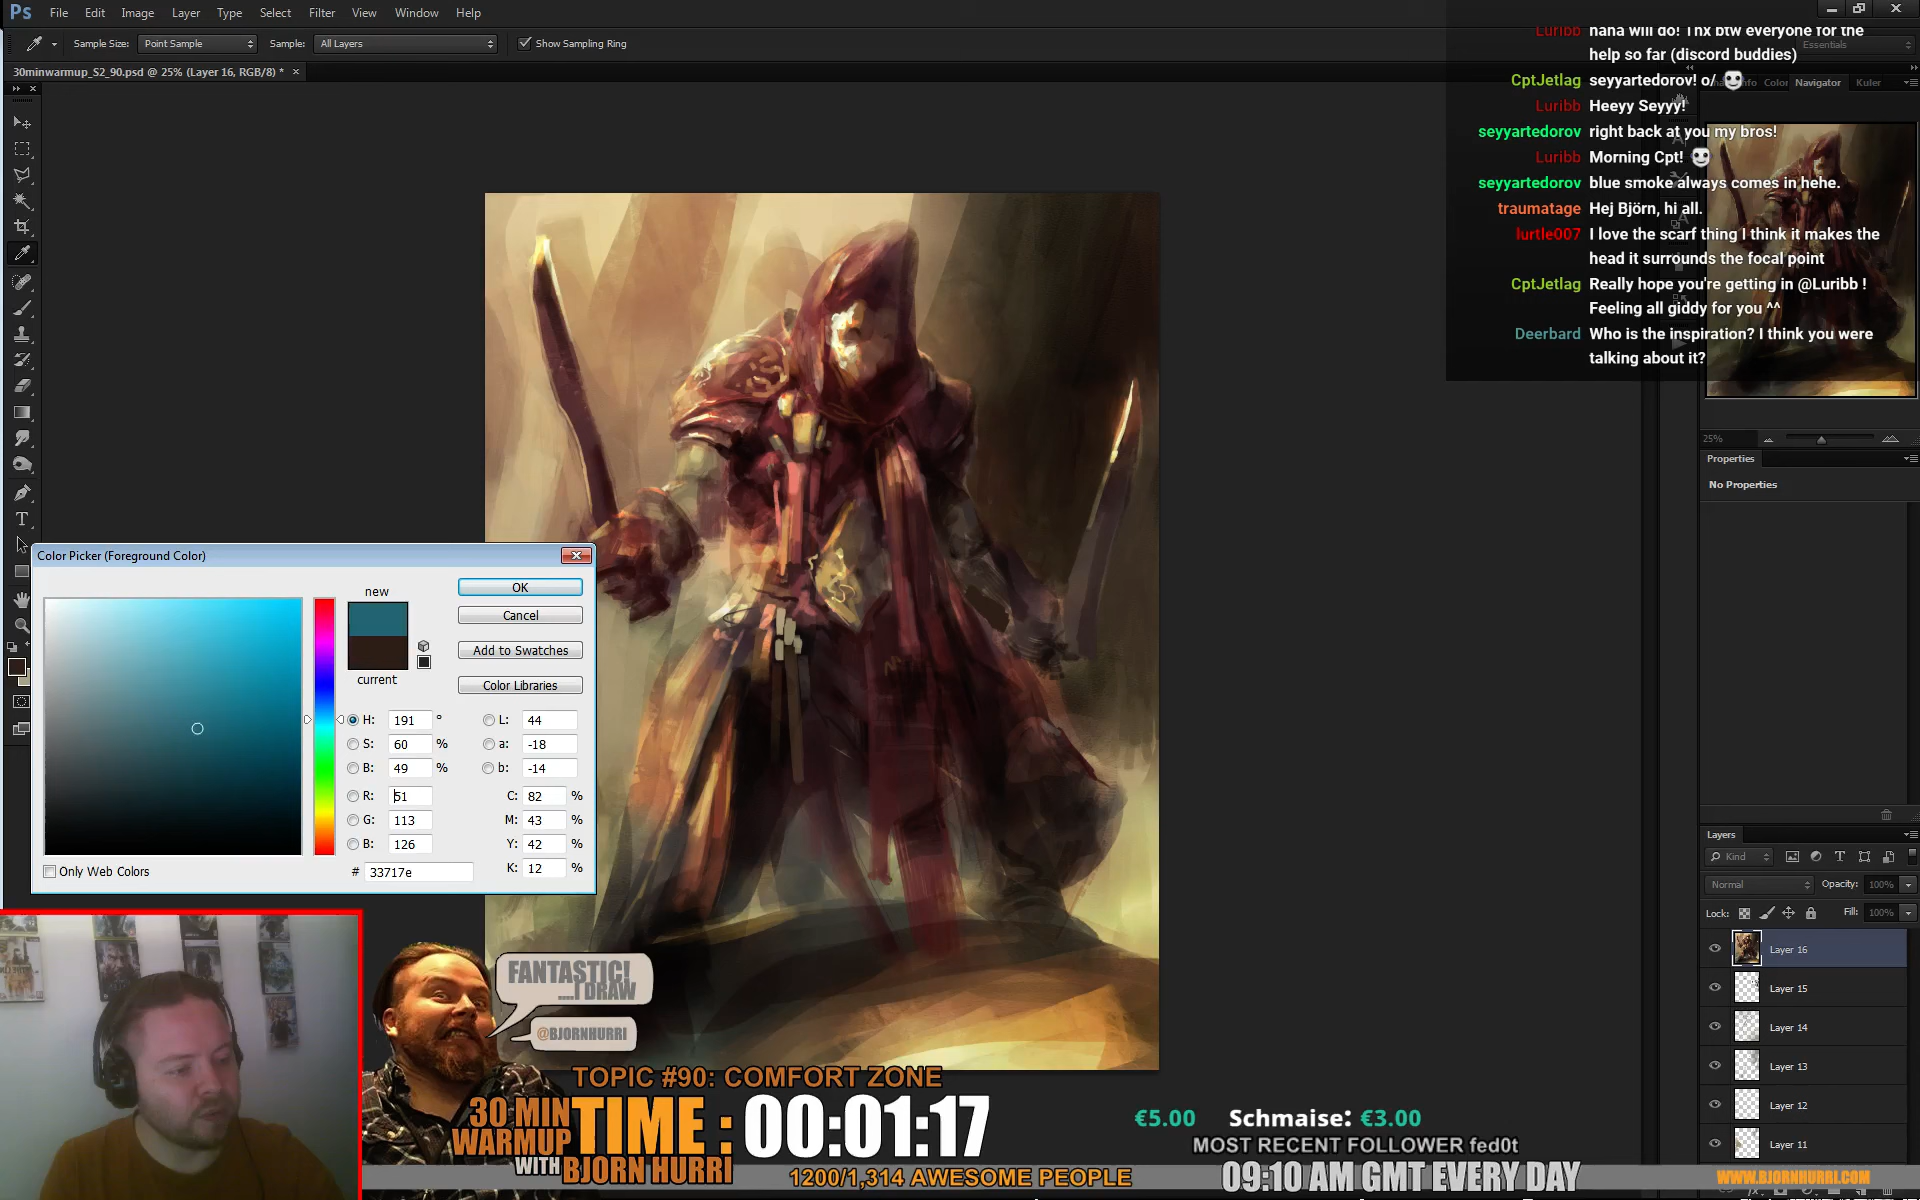 Ps File Edit Image Layer Type Select Filter View Window Help
Sample Size: Point Sample Sample: All Layers Show Sampling Ring
Essentials
30minwarmup_S2_90.psd @ 25% (Layer 16, RGB/8) * ×
Color Navigator Kuler
Luribb haha will do! Thx btw everyone for the
help so far (discord buddies)
CptJetlag seyyartedorov! o/
Luribb Heeyy Seyyy!
seyyartedorov right back at you my bros!
Luribb Morning Cpt!
seyyartedorov blue smoke always comes in hehe.
traumatage Hej Björn, hi all.
lurtle007 I love the scarf thing I think it makes the
head it surrounds the focal point
CptJetlag Really hope you're getting in @Luribb !
Feeling all giddy for you ^^
Deerbard Who is the inspiration? I think you were
talking about it?
25%
Properties
No Properties
Color Picker (Foreground Color)
new
current
OK
Cancel
Add to Swatches
Color Libraries
H: 191 ° L: 44
S: 60 % a: -18
B: 49 % b: -14
R: 51 C: 82 %
G: 113 M: 43 %
B: 126 Y: 42 %
# 33717e K: 12 %
Only Web Colors
Layers
Kind
Normal Opacity: 100%
Lock: Fill: 100%
Layer 16
Layer 15
Layer 14
Layer 13
Layer 12
Layer 11
FANTASTIC!
....I DRAW
@BJORNHURRI
TOPIC #90: COMFORT ZONE
30 MIN
WARMUP
WITH BJORN HURRI
TIME : 00:01:17
1200/1,314 AWESOME PEOPLE
€5.00 Schmaise: €3.00
MOST RECENT FOLLOWER fed0t
09:10 AM GMT EVERY DAY
WWW.BJORNHURRI.COM